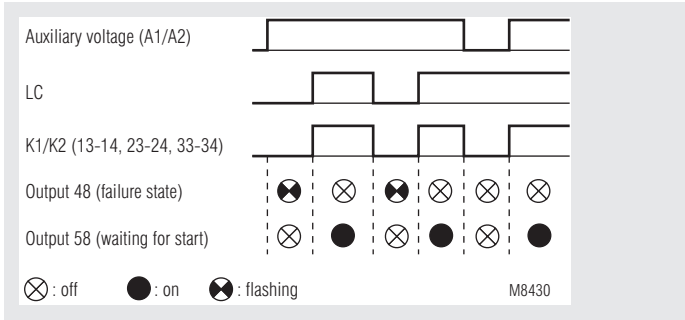 Auxiliary voltage (A1/A2)
LC
K1/K2 (13-14, 23-24, 33-34)
Output 48 (failure state)
Output 58 (waiting for start)
: off : on : flashing
M8430